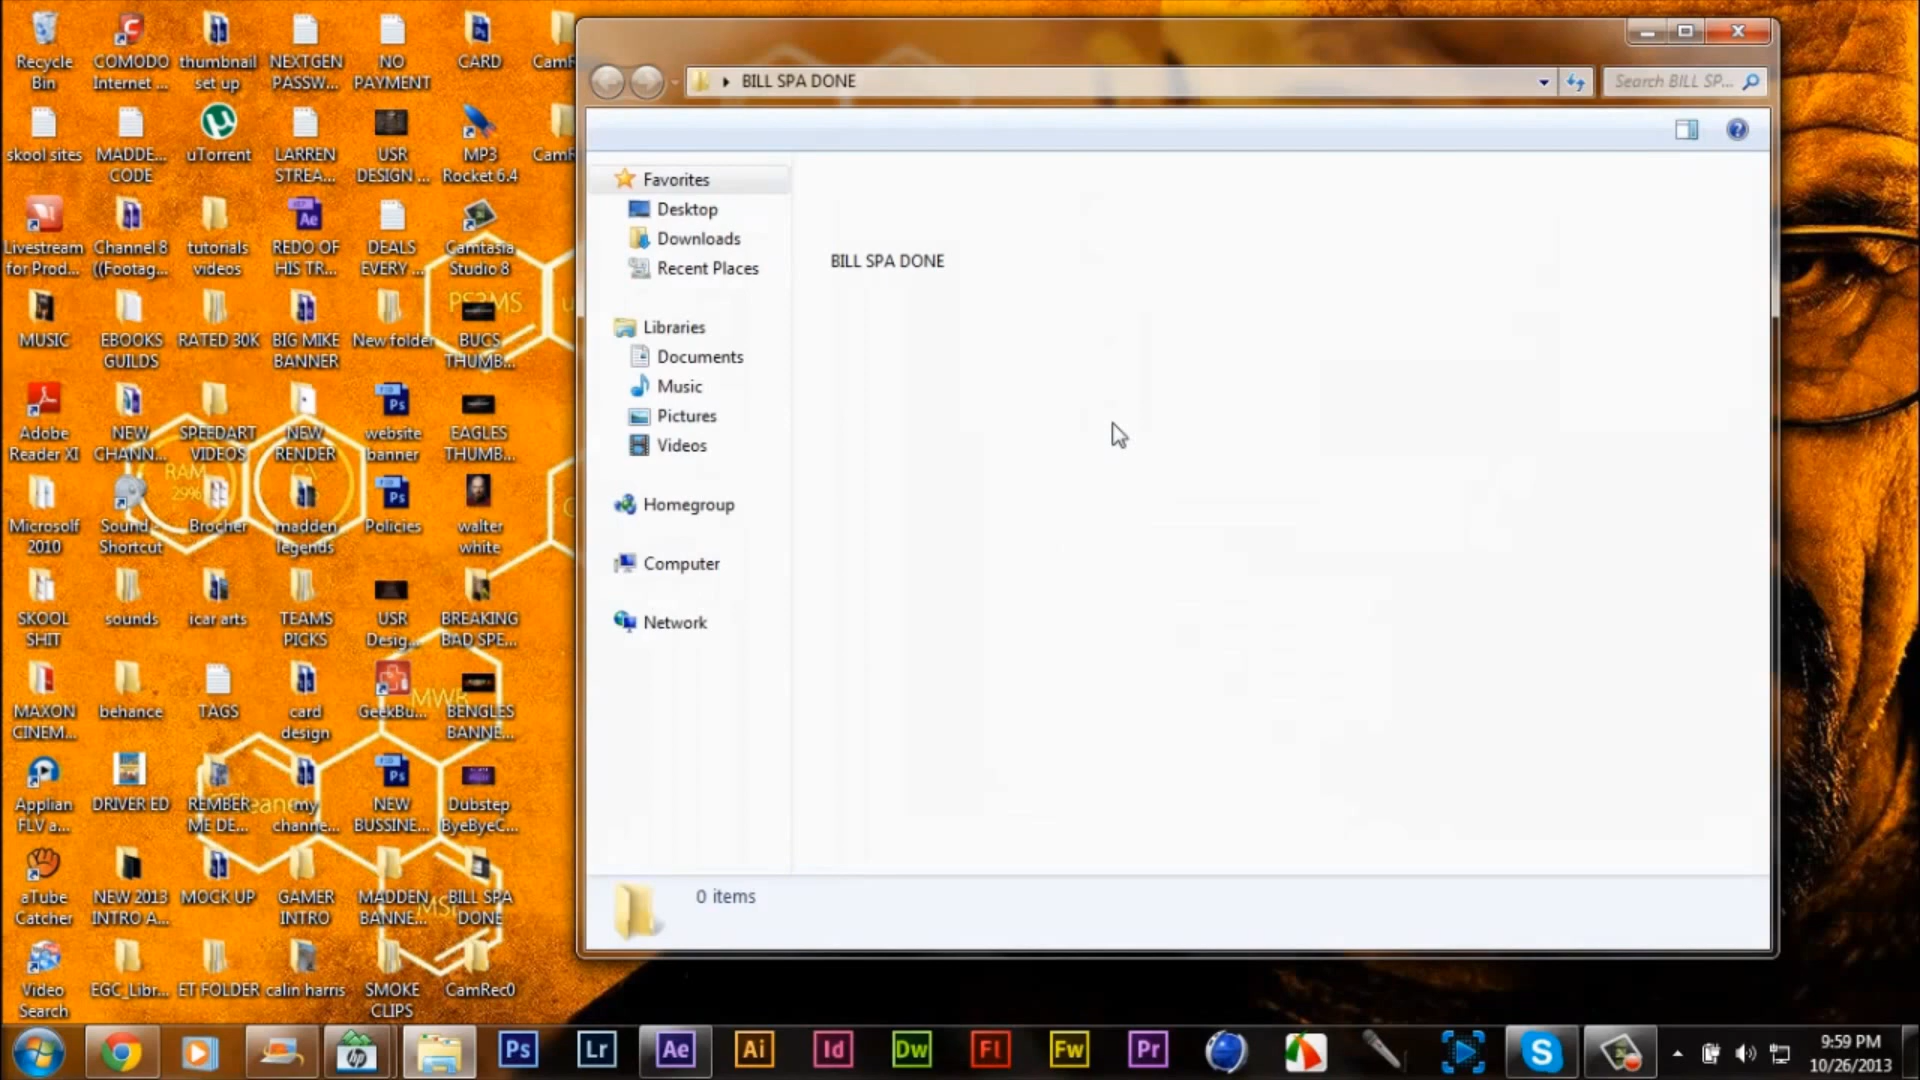 Recycle
Bin
COMODO
Internet ...
thumbnail
set up
NEXTGEN
PASSW...
NO
PAYMENT
CARD
CamR
skool sites
MADDE...
CODE
uTorrent
LARREN
STREA...
USR
DESIGN ...
MP3
Rocket 6.4
CamR
Livestream
for Prod...
Channel 8
((Footag...
tutorials
videos
REDO OF
HIS TR...
DEALS
EVERY ...
Camtasia
Studio 8
MUSIC
EBOOKS
GUILDS
RATED 30K
BIG MIKE
BANNER
New folder
BUCS
THUMB...
PS3MS
Adobe
Reader XI
NEW
CHANN...
SPEEDART
VIDEOS
NEW
RENDER
website
banner
EAGLES
THUMB...
RAM
29%
Microsolf
2010
Sound -
Shortcut
Brocher
madden
legends
Policies
walter
white
SKOOL
SHIT
sounds
icar arts
TEAMS
PICKS
USR
Desig...
BREAKING
BAD SPE...
MAXON
CINEM...
behance
TAGS
card
design
GeekBu...
BENGLES
BANNE...
MWB
Applian
FLV a...
DRIVER ED
REMBER
ME DE...
my
channe...
NEW
BUSSINE...
Dubstep
ByeByeC...
aTube
Catcher
NEW 2013
INTRO A...
MOCK UP
GAMER
INTRO
MADDEN
BANNE...
BILL SPA
DONE
Video
Search
EGC_Libr...
ET FOLDER
calin harris
SMOKE
CLIPS
CamRec0
BILL SPA DONE
Search BILL SP...
Favorites
Desktop
Downloads
Recent Places
Libraries
Documents
Music
Pictures
Videos
Homegroup
Computer
Network
BILL SPA DONE
0 items
hp
Ps
Lr
Ae
Ai
Id
Dw
Fl
Fw
Pr
S
9:59 PM
10/26/2013